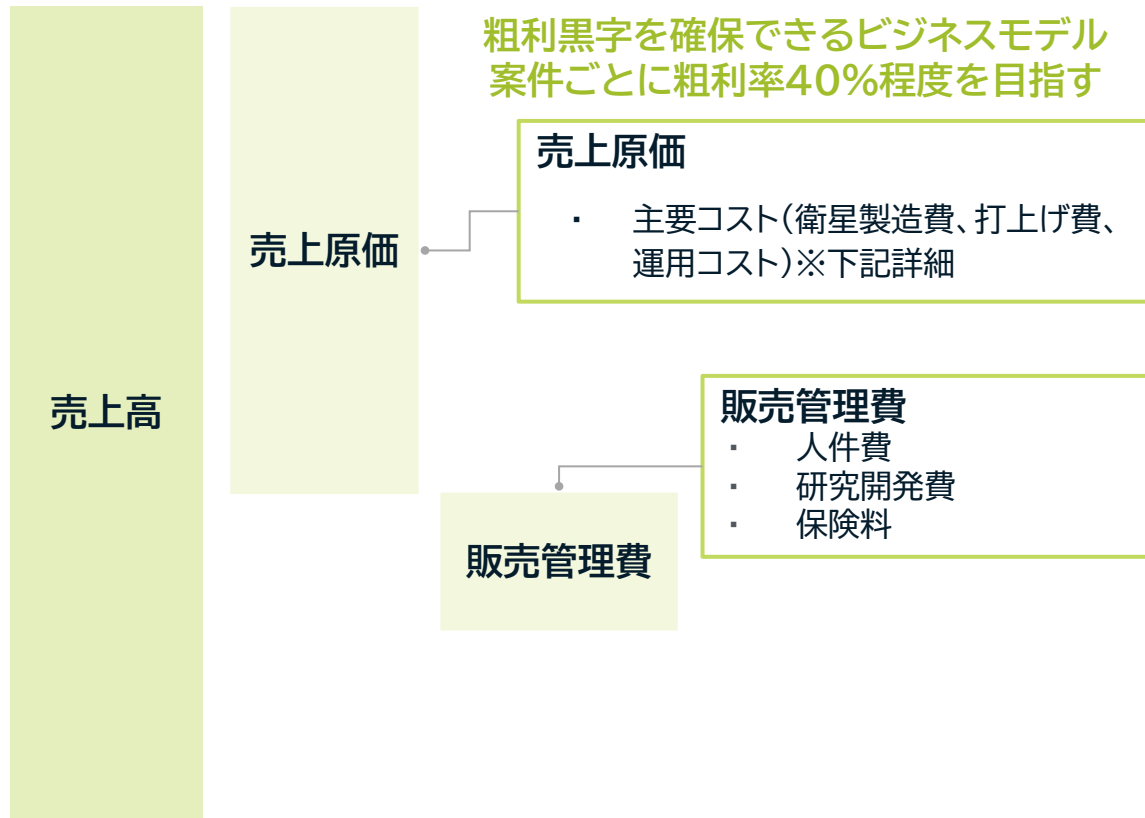 粗利黒字を確保できるビジネスモデル
案件ごとに粗利率40%程度を目指す
売上高
売上原価
売上原価
▪ 主要コスト(衛星製造費、打上げ費、
運用コスト)※下記詳細
販売管理費
販売管理費
▪ 人件費
▪ 研究開発費
▪ 保険料